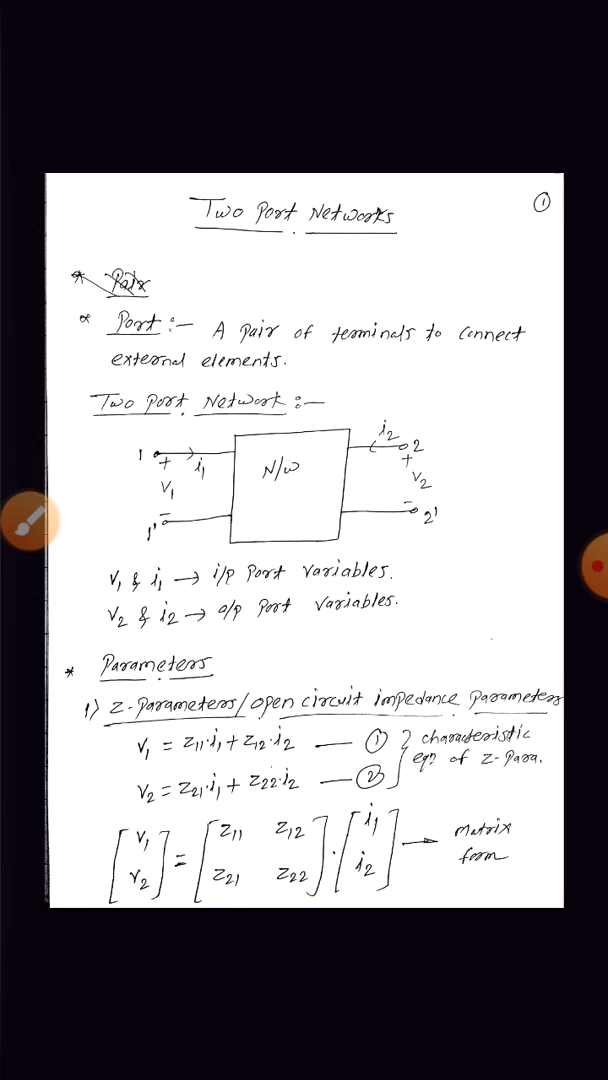 Two Port Networks
①
* Pair
* Port :- A pair of terminals to connect
external elements.
Two Port Network :-
1 + i1 N/W i2 2 +
V1 V2
- 1' - 2'
V1 & i1 → i/p Port Variables.
V2 & i2 → o/p Port Variables.
* Parameters
1) Z-Parameters/open circuit impedance Parameters
V1 = Z11·i1 + Z12·i2 — ① } characteristic
V2 = Z21·i1 + Z22·i2 — ② eqn of Z-Para.
[V1] = [Z11 Z12] · [i1] → Matrix
[V2] [Z21 Z22] [i2] form